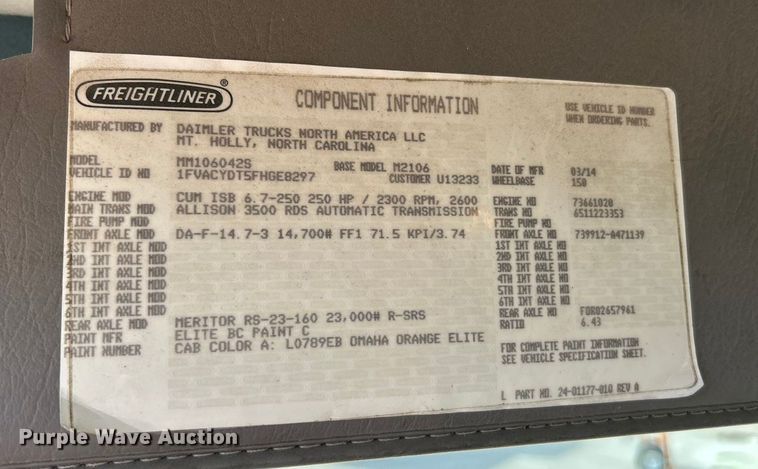 FREIGHTLINER ®
COMPONENT INFORMATION
USE VEHICLE ID NUMBER
WHEN ORDERING PARTS.
MANUFACTURED BY DAIMLER TRUCKS NORTH AMERICA LLC
MT. HOLLY, NORTH CAROLINA
MODEL MM106042S BASE MODEL M2106 DATE OF MFR 03/14
VEHICLE ID NO 1FVACYDT5FHGE8297 CUSTOMER U13233 WHEELBASE 150
ENGINE MOD CUM ISB 6.7-250 250 HP / 2300 RPM, 2600 ENGINE NO 73661020
MAIN TRANS MOD ALLISON 3500 RDS AUTOMATIC TRANSMISSION TRANS NO 6511223353
FIRE PUMP MOD FIRE PUMP NO
FRONT AXLE MOD DA-F-14.7-3 14,700# FF1 71.5 KPI/3.74 FRONT AXLE NO 739912-A471139
1ST INT AXLE MOD 1ST INT AXLE NO
2ND INT AXLE MOD 2ND INT AXLE NO
3RD INT AXLE MOD 3RD INT AXLE NO
4TH INT AXLE MOD 4TH INT AXLE NO
5TH INT AXLE MOD 5TH INT AXLE NO
6TH INT AXLE MOD 6TH INT AXLE NO
REAR AXLE MOD MERITOR RS-23-160 23,000# R-SRS REAR AXLE NO FOR02657961
PAINT MFR ELITE BC PAINT C RATIO 6.43
PAINT NUMBER CAB COLOR A: L0789EB OMAHA ORANGE ELITE
FOR COMPLETE PAINT INFORMATION
SEE VEHICLE SPECIFICATION SHEET.
L PART NO. 24-01177-010 REV A
Purple Wave Auction